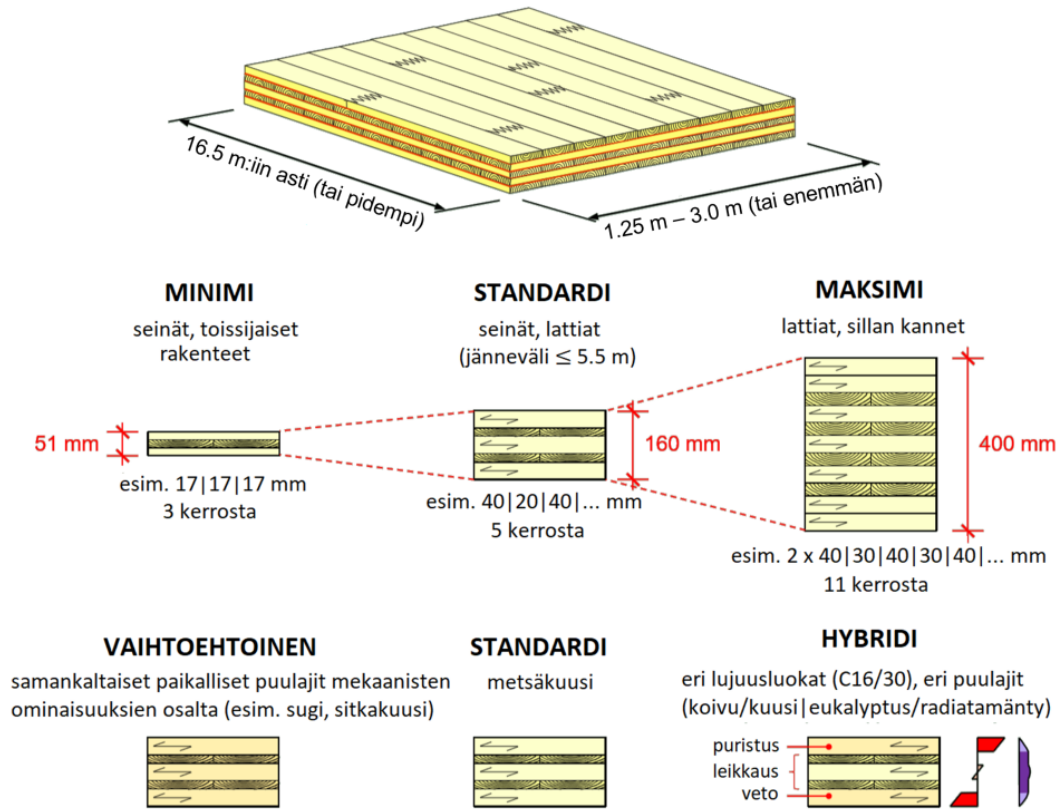 16.5 m:iin asti (tai pidempi)
1.25 m – 3.0 m (tai enemmän)
MINIMI
seinät, toissijaiset
rakenteet
51 mm
esim. 17|17|17 mm
3 kerrosta
STANDARDI
seinät, lattiat
(jänneväli ≤ 5.5 m)
160 mm
esim. 40|20|40|... mm
5 kerrosta
MAKSIMI
lattiat, sillan kannet
400 mm
esim. 2 x 40|30|40|30|40|... mm
11 kerrosta
VAIHTOEHTOINEN
samankaltaiset paikalliset puulajit mekaanisten
ominaisuuksien osalta (esim. sugi, sitkakuusi)
STANDARDI
metsäkuusi
HYBRIDI
eri lujuusluokat (C16/30), eri puulajit
(koivu/kuusi|eukalyptus/radiatamänty)
puristus
leikkaus
veto